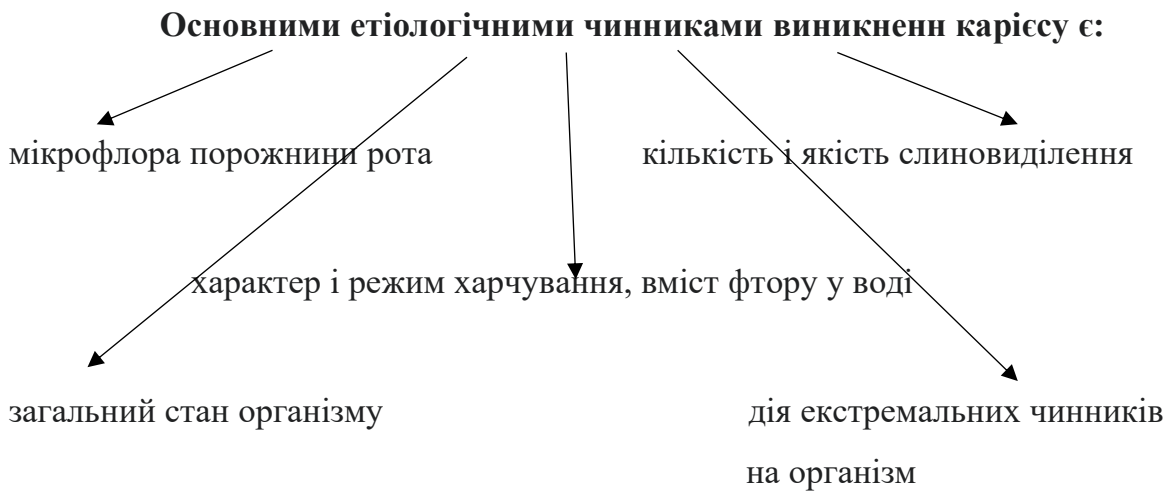 Основними етіологічними чинниками виникненн карієсу є:
мікрофлора порожнини рота
кількість і якість слиновиділення
характер і режим харчування, вміст фтору у воді
загальний стан організму
дія екстремальних чинників
на організм